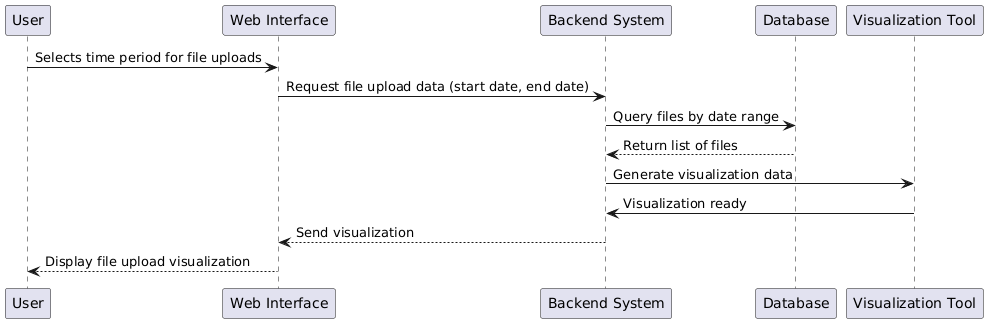 User
Web Interface
Backend System
Database
Visualization Tool
Selects time period for file uploads
Request file upload data (start date, end date)
Query files by date range
Return list of files
Generate visualization data
Visualization ready
Send visualization
Display file upload visualization
User
Web Interface
Backend System
Database
Visualization Tool